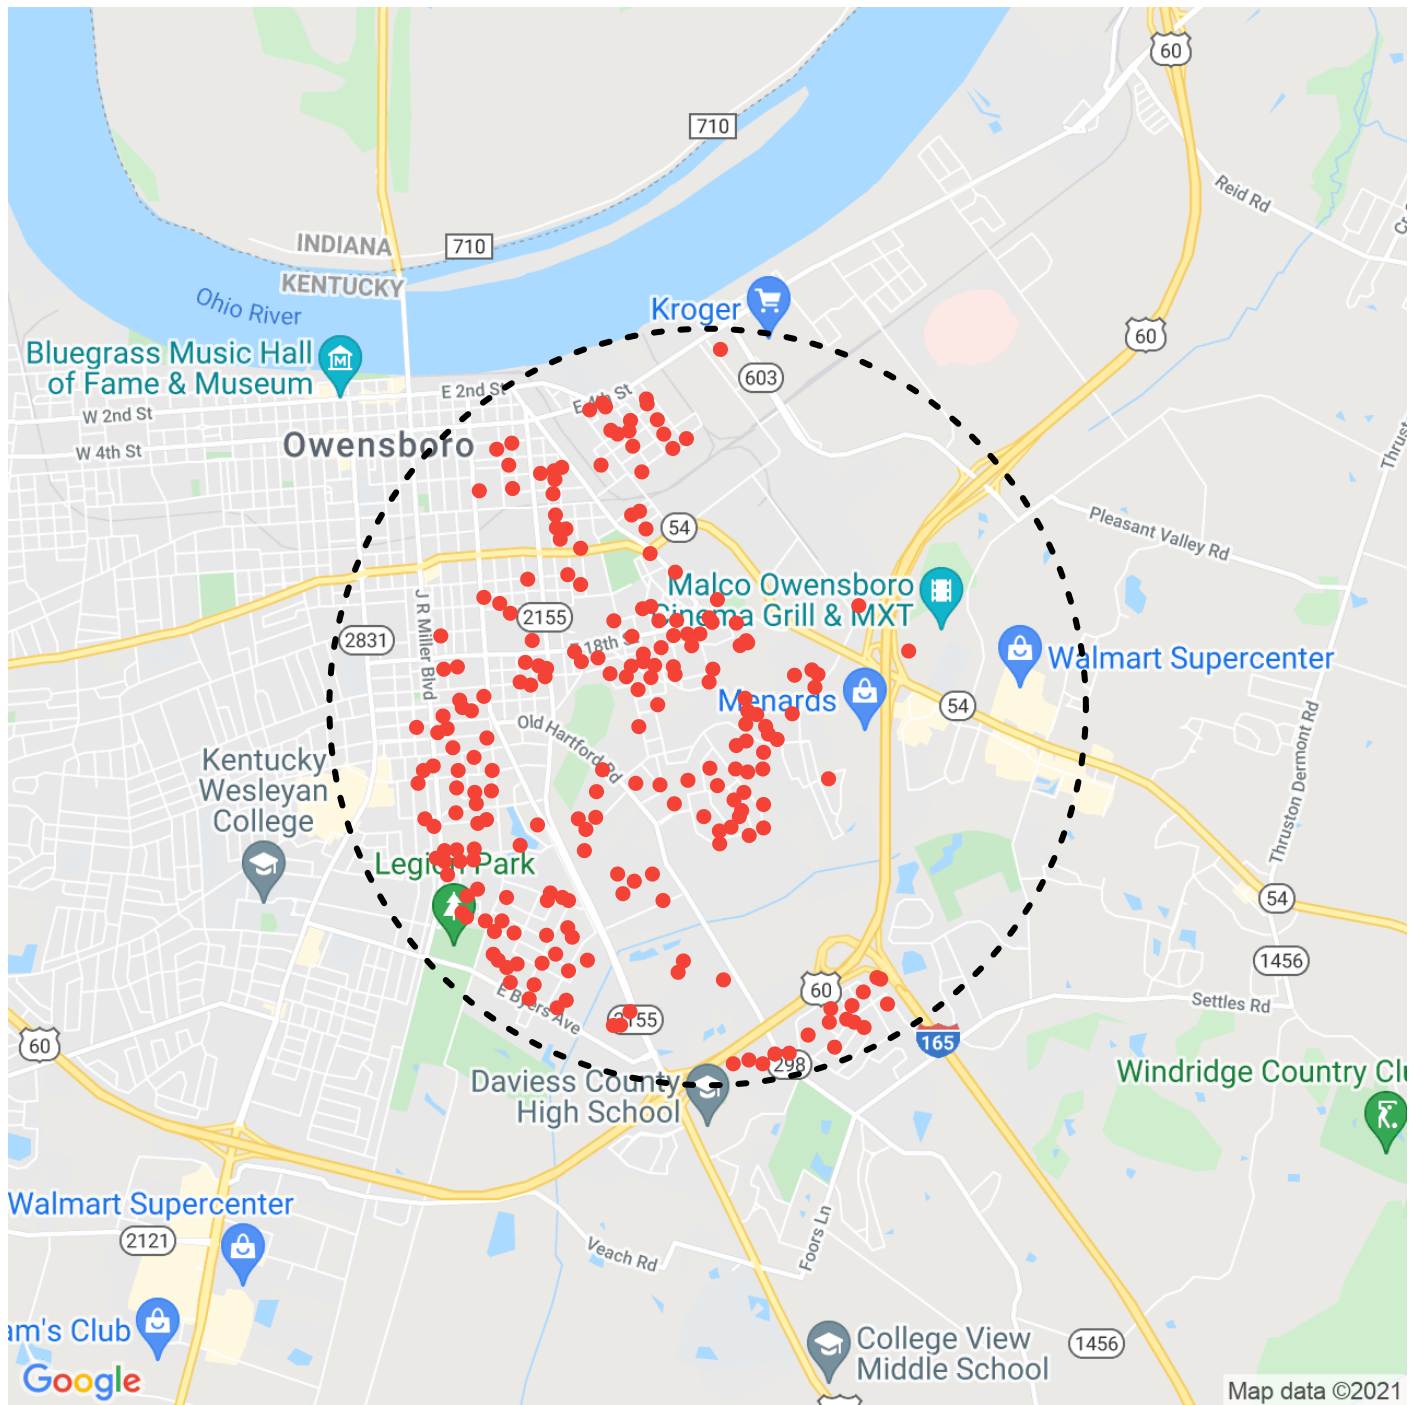 60
710
Reid Rd
INDIANA
710
KENTUCKY
Ohio River
Kroger
60
Bluegrass Music Hall
of Fame & Museum
603
E 2nd St
E 4th St
W 2nd St
W 4th St
Owensboro
54
Pleasant Valley Rd
Malco Owensboro
Cinema Grill & MXT
J R Miller Blvd
2155
2831
E 18th S
Walmart Supercenter
Menards
54
Old Hartford Rd
Thruston Dermont Rd
Kentucky
Wesleyan
College
Legion Park
54
1456
60
E Byers Ave
2155
Settles Rd
60
165
298
Daviess County
High School
Windridge Country Clu
Walmart Supercenter
2121
Veach Rd
Foors Ln
am's Club
College View
Middle School
1456
Google
Map data ©2021